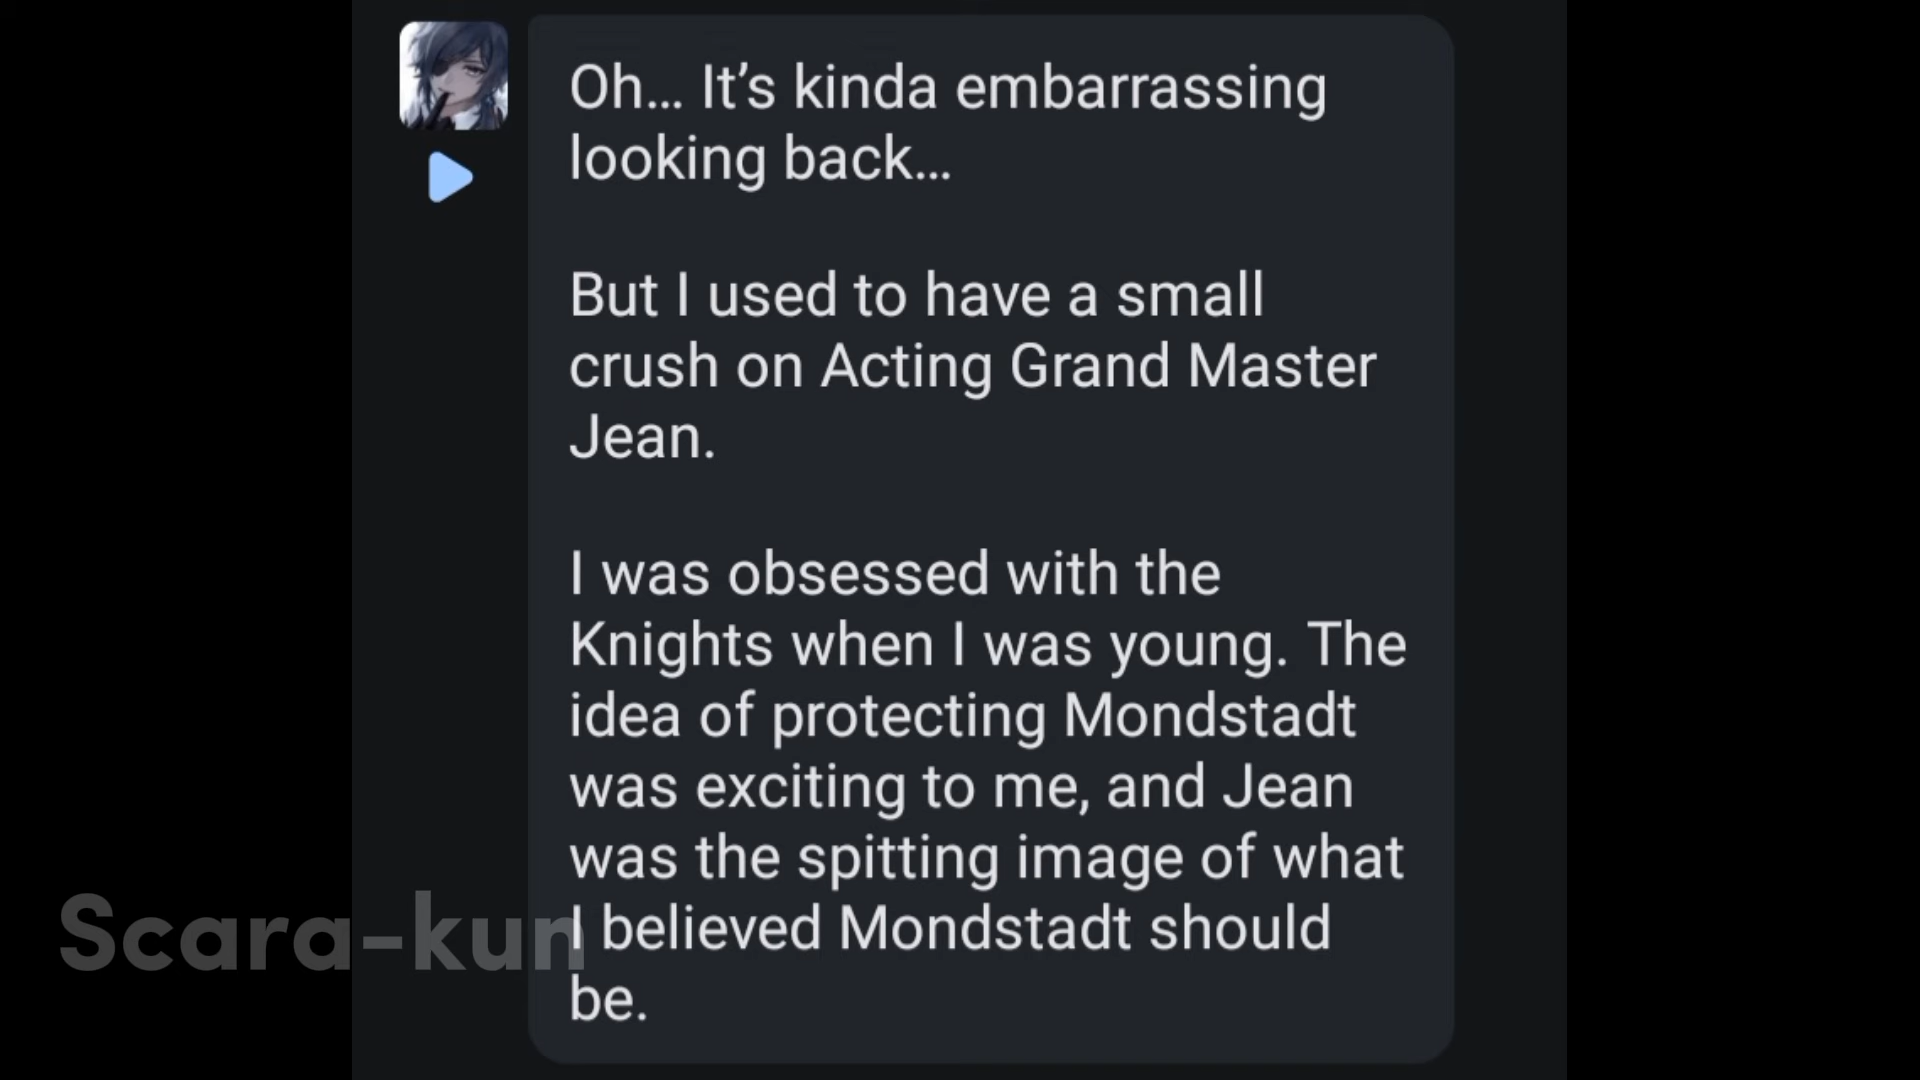 Oh... It’s kinda embarrassing
looking back...
But I used to have a small
crush on Acting Grand Master
Jean.
I was obsessed with the
Knights when I was young. The
idea of protecting Mondstadt
was exciting to me, and Jean
was the spitting image of what
I believed Mondstadt should
be.
Scara-kun